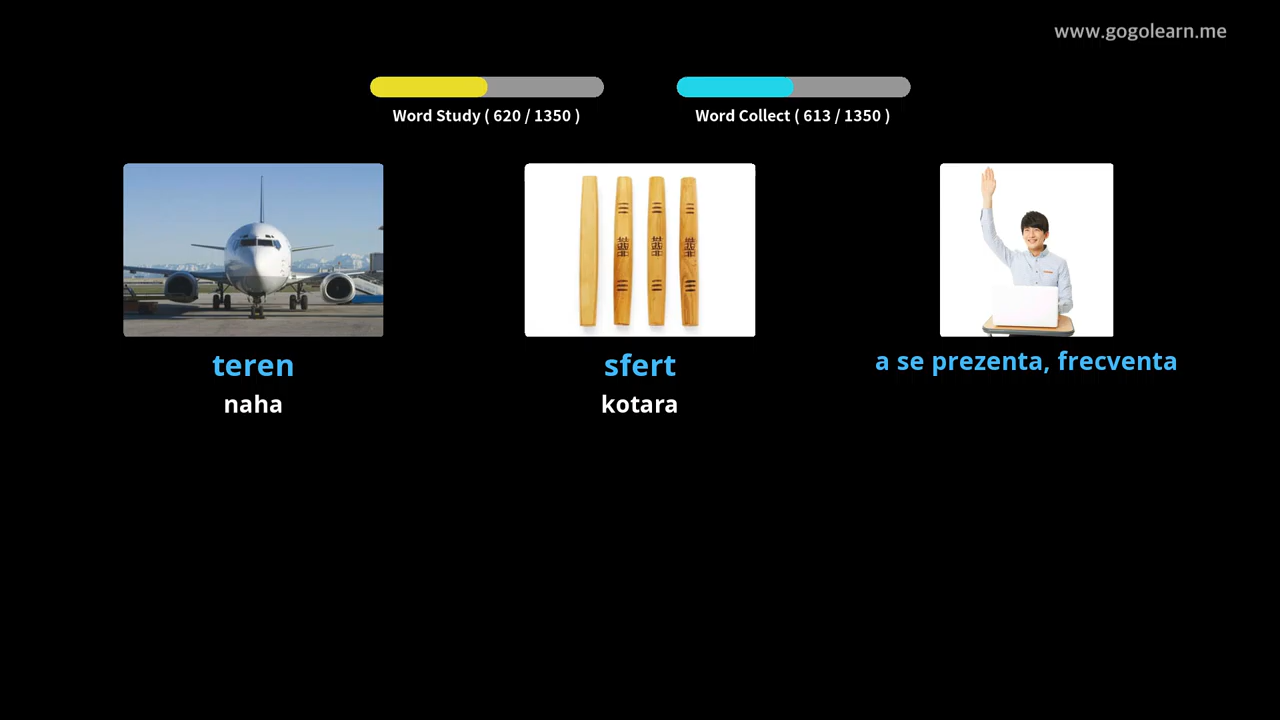 www.gogolearn.me
Word Study ( 620 / 1350 )
Word Collect ( 613 / 1350 )
teren
naha
sfert
kotara
a se prezenta, frecventa